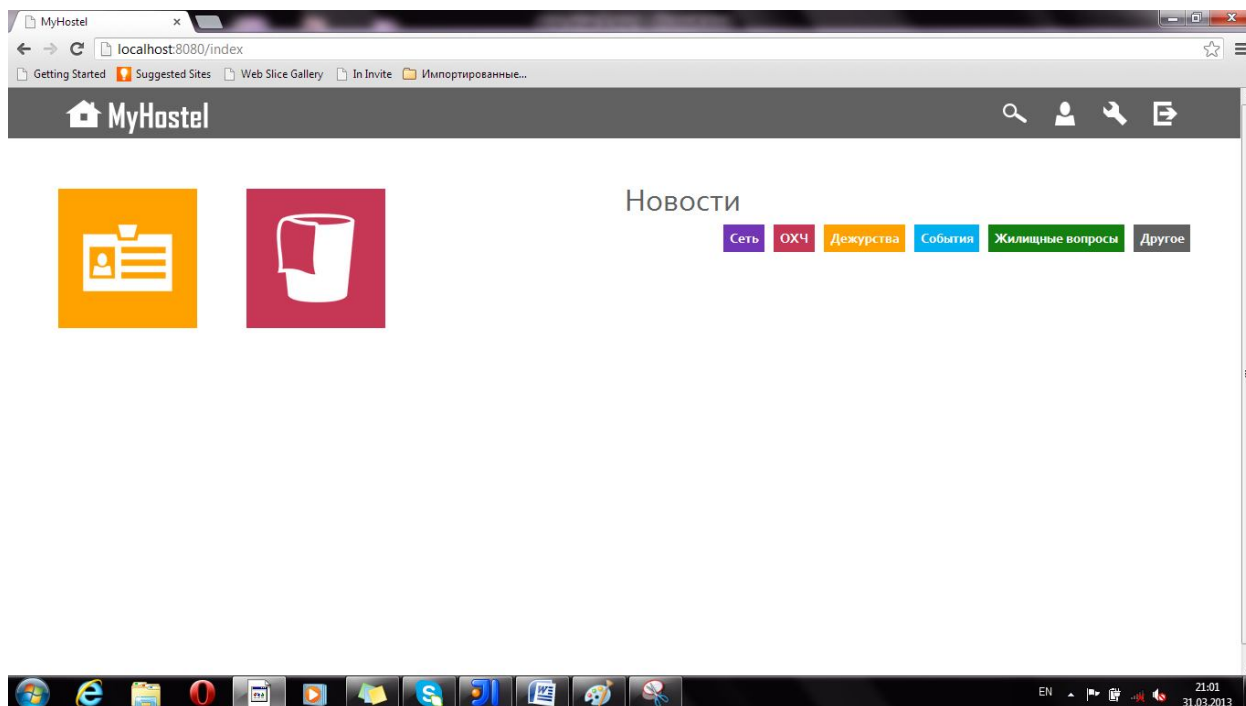 MyHostel
localhost:8080/index
Getting Started Suggested Sites Web Slice Gallery In Invite Импортированные...
MyHostel
Новости
Сеть ОХЧ Дежурства События Жилищные вопросы Другое
EN 21:01
31.03.2013